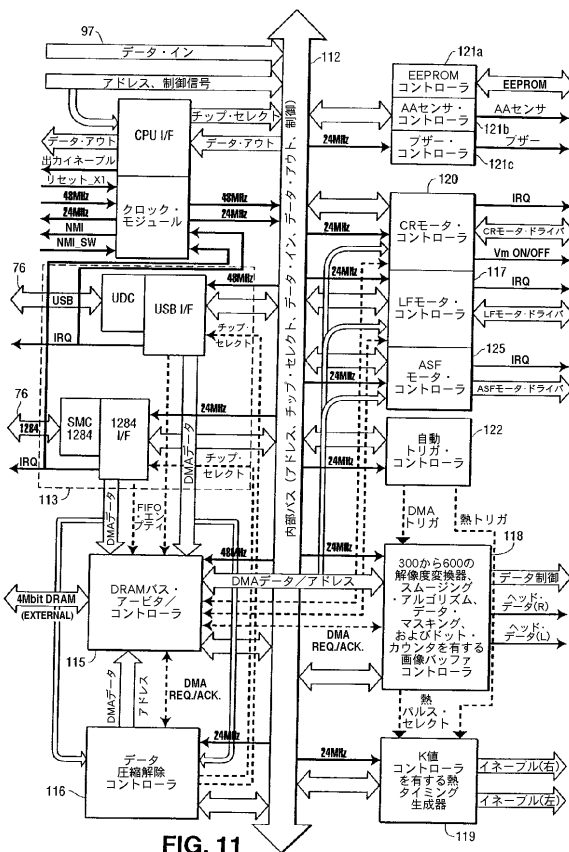 97
データ・イン
アドレス、制御信号
CPU I/F
チップ・セレクト
データ・アウト
データ・アウト
出力イネーブル
リセット_X1
48MHz
24MHz
NMI
NMI_SW
クロック・
モジュール
48MHz
24MHz
76
USB
UDC
USB I/F
48MHz
チップ・
セレクト
IRQ
76
1284
SMC
1284
1284
I/F
24MHz
チップ・
セレクト
IRQ
113
DMAデータ
DMAデータ
FIFO
エン
プティ
4Mbit DRAM
(EXTERNAL)
DRAMバス・
アービタ/
コントローラ
115
48MHz
DMAデータ/アドレス
DMA
REQ./ACK.
DMAデータ
アドレス
DMA
REQ./ACK.
24MHz
データ
圧縮解除
コントローラ
116
内部バス(アドレス、チップ・セレクト、データ・イン、データ・アウト、制御)
112
121a
EEPROM
コントローラ
EEPROM
AAセンサ・
コントローラ
AAセンサ
121b
24MHz
ブザー・
コントローラ
ブザー
121c
120
24MHz
CRモータ・
コントローラ
IRQ
CRモータ・ドライバ
Vm ON/OFF
117
24MHz
LFモータ・
コントローラ
IRQ
LFモータ・ドライバ
125
24MHz
ASF
モータ・
コントローラ
IRQ
ASFモータ・ドライバ
122
自動
トリガ・
コントローラ
24MHz
DMA
トリガ
熱トリガ
118
24MHz
300から600の
解像度変換器、
スムージング
・アルゴリズム、
データ・
マスキング、
およびドット・
カウンタを有する
画像バッファ
コントローラ
データ制御
ヘッド・
データ(R)
ヘッド・
データ(L)
熱
パルス・
セレクト
24MHz
K値
コントローラ
を有する熱
タイミング
生成器
イネーブル(右)
イネーブル(左)
119
FIG. 11